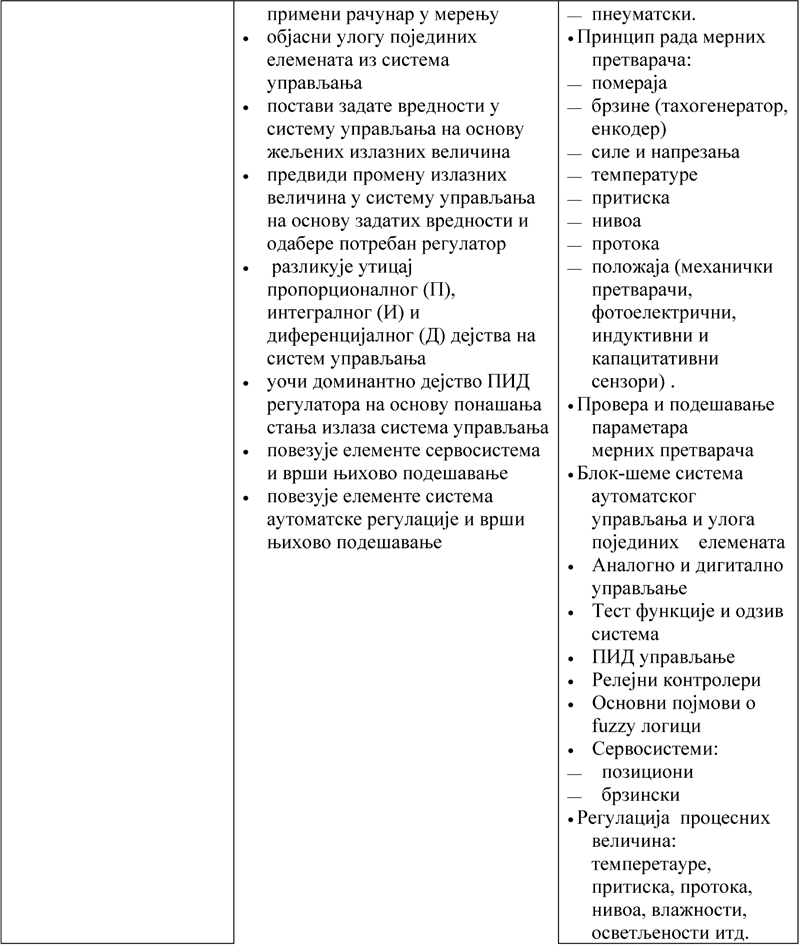 примени рачунар у мерењу
• објасни улогу појединих
елемената из система
управљања
• постави задате вредности у
систему управљања на основу
жељених излазних величина
• предвиди промену излазних
величина у систему управљања
на основу задатих вредности и
одабере потребан регулатор
• разликује утицај
пропорционалног (П),
интегралног (И) и
диференцијалног (Д) дејства на
систем управљања
• уочи доминантно дејство ПИД
регулатора на основу понашања
стања излаза система управљања
• повезује елементе сервосистема
и врши њихово подешавање
• повезује елементе система
аутоматске регулације и врши
њихово подешавање
— пнеуматски.
• Принцип рада мерних
претварача:
— помераја
— брзине (тахогенератор,
енкодер)
— силе и напрезања
— температуре
— притиска
— нивоа
— протока
— положаја (механички
претварачи,
фотоелектрични,
индуктивни и
капацитативни
сензори) .
• Провера и подешавање
параметара
мерних претварача
• Блок-шеме система
аутоматског
управљања и улога
појединих елемената
• Аналогно и дигитално
управљање
• Тест функције и одзив
система
• ПИД управљање
• Релејни контролери
• Основни појмови о
fuzzy логици
• Сервосистеми:
— позициони
— брзински
• Регулација процесних
величина:
темперетауре,
притиска, протока,
нивоа, влажности,
осветљености итд.